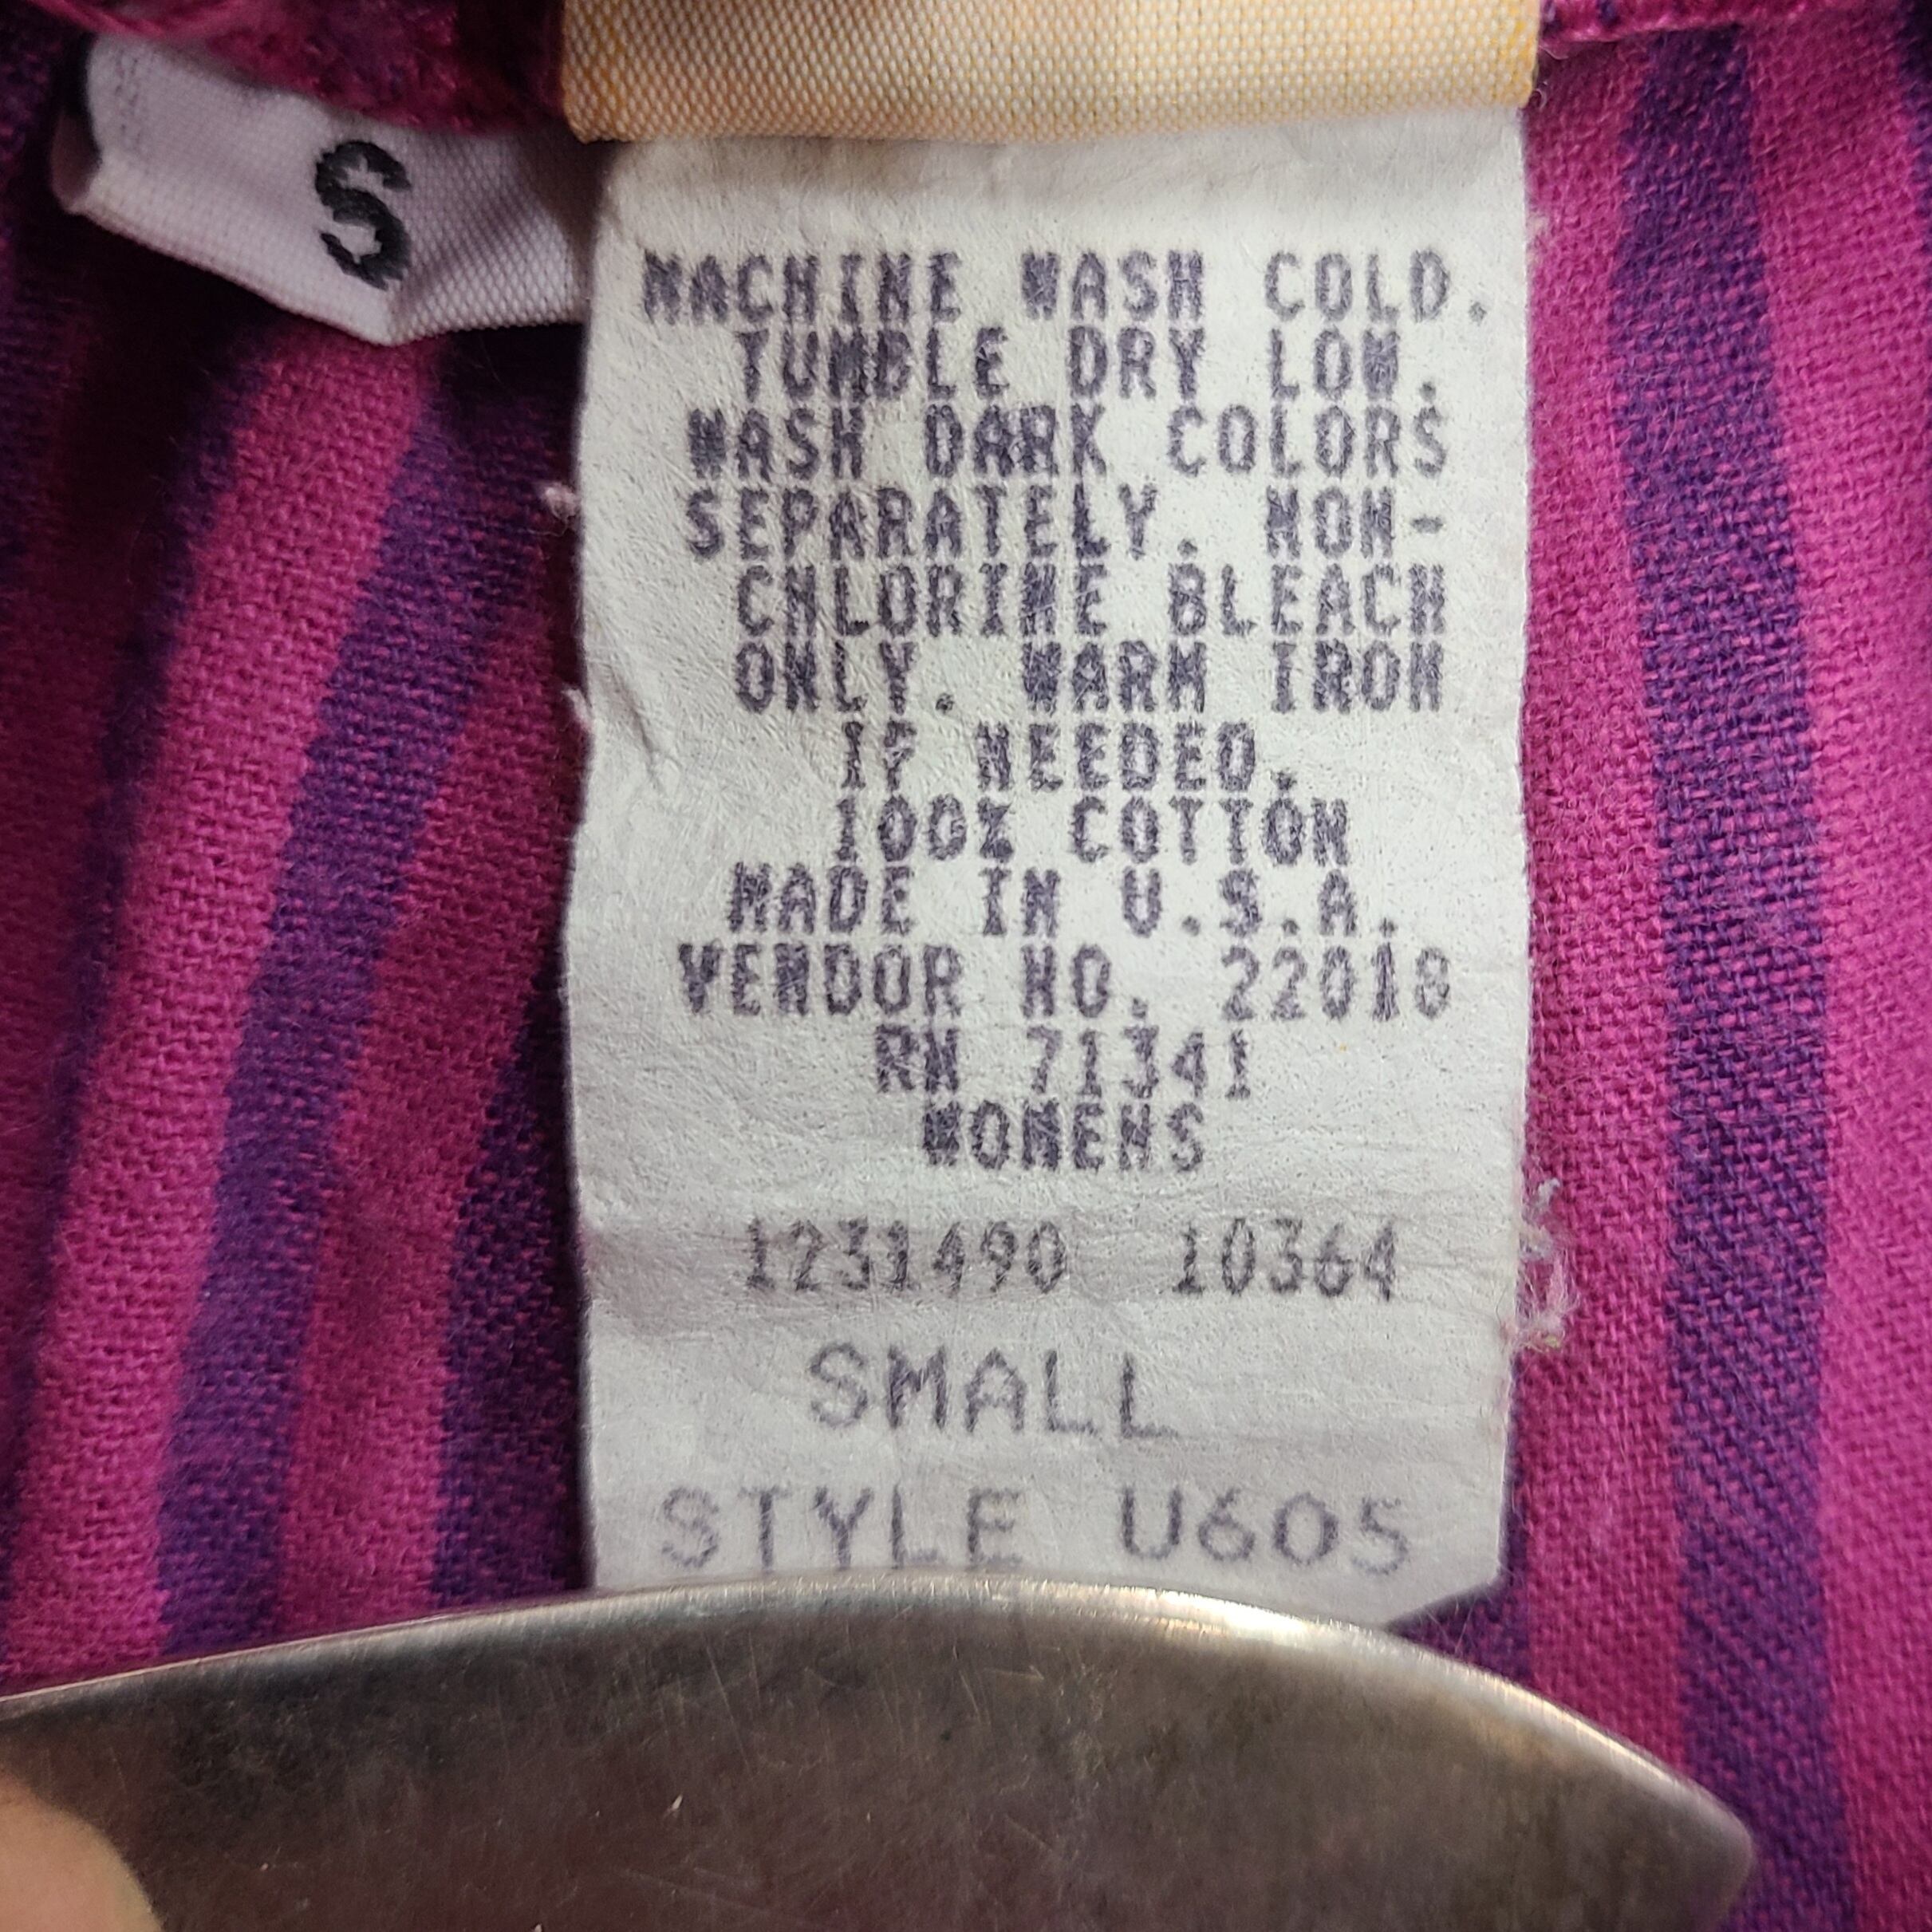 S
MACHINE WASH COLD.
TUMBLE DRY LOW.
WASH DARK COLORS
SEPARATELY. NON-
CHLORINE BLEACH
ONLY. WARM IRON
IF NEEDED.
100% COTTON
MADE IN U.S.A.
VENDOR NO. 22018
RN 71341
WOMENS
1231490 10364
SMALL
STYLE U605